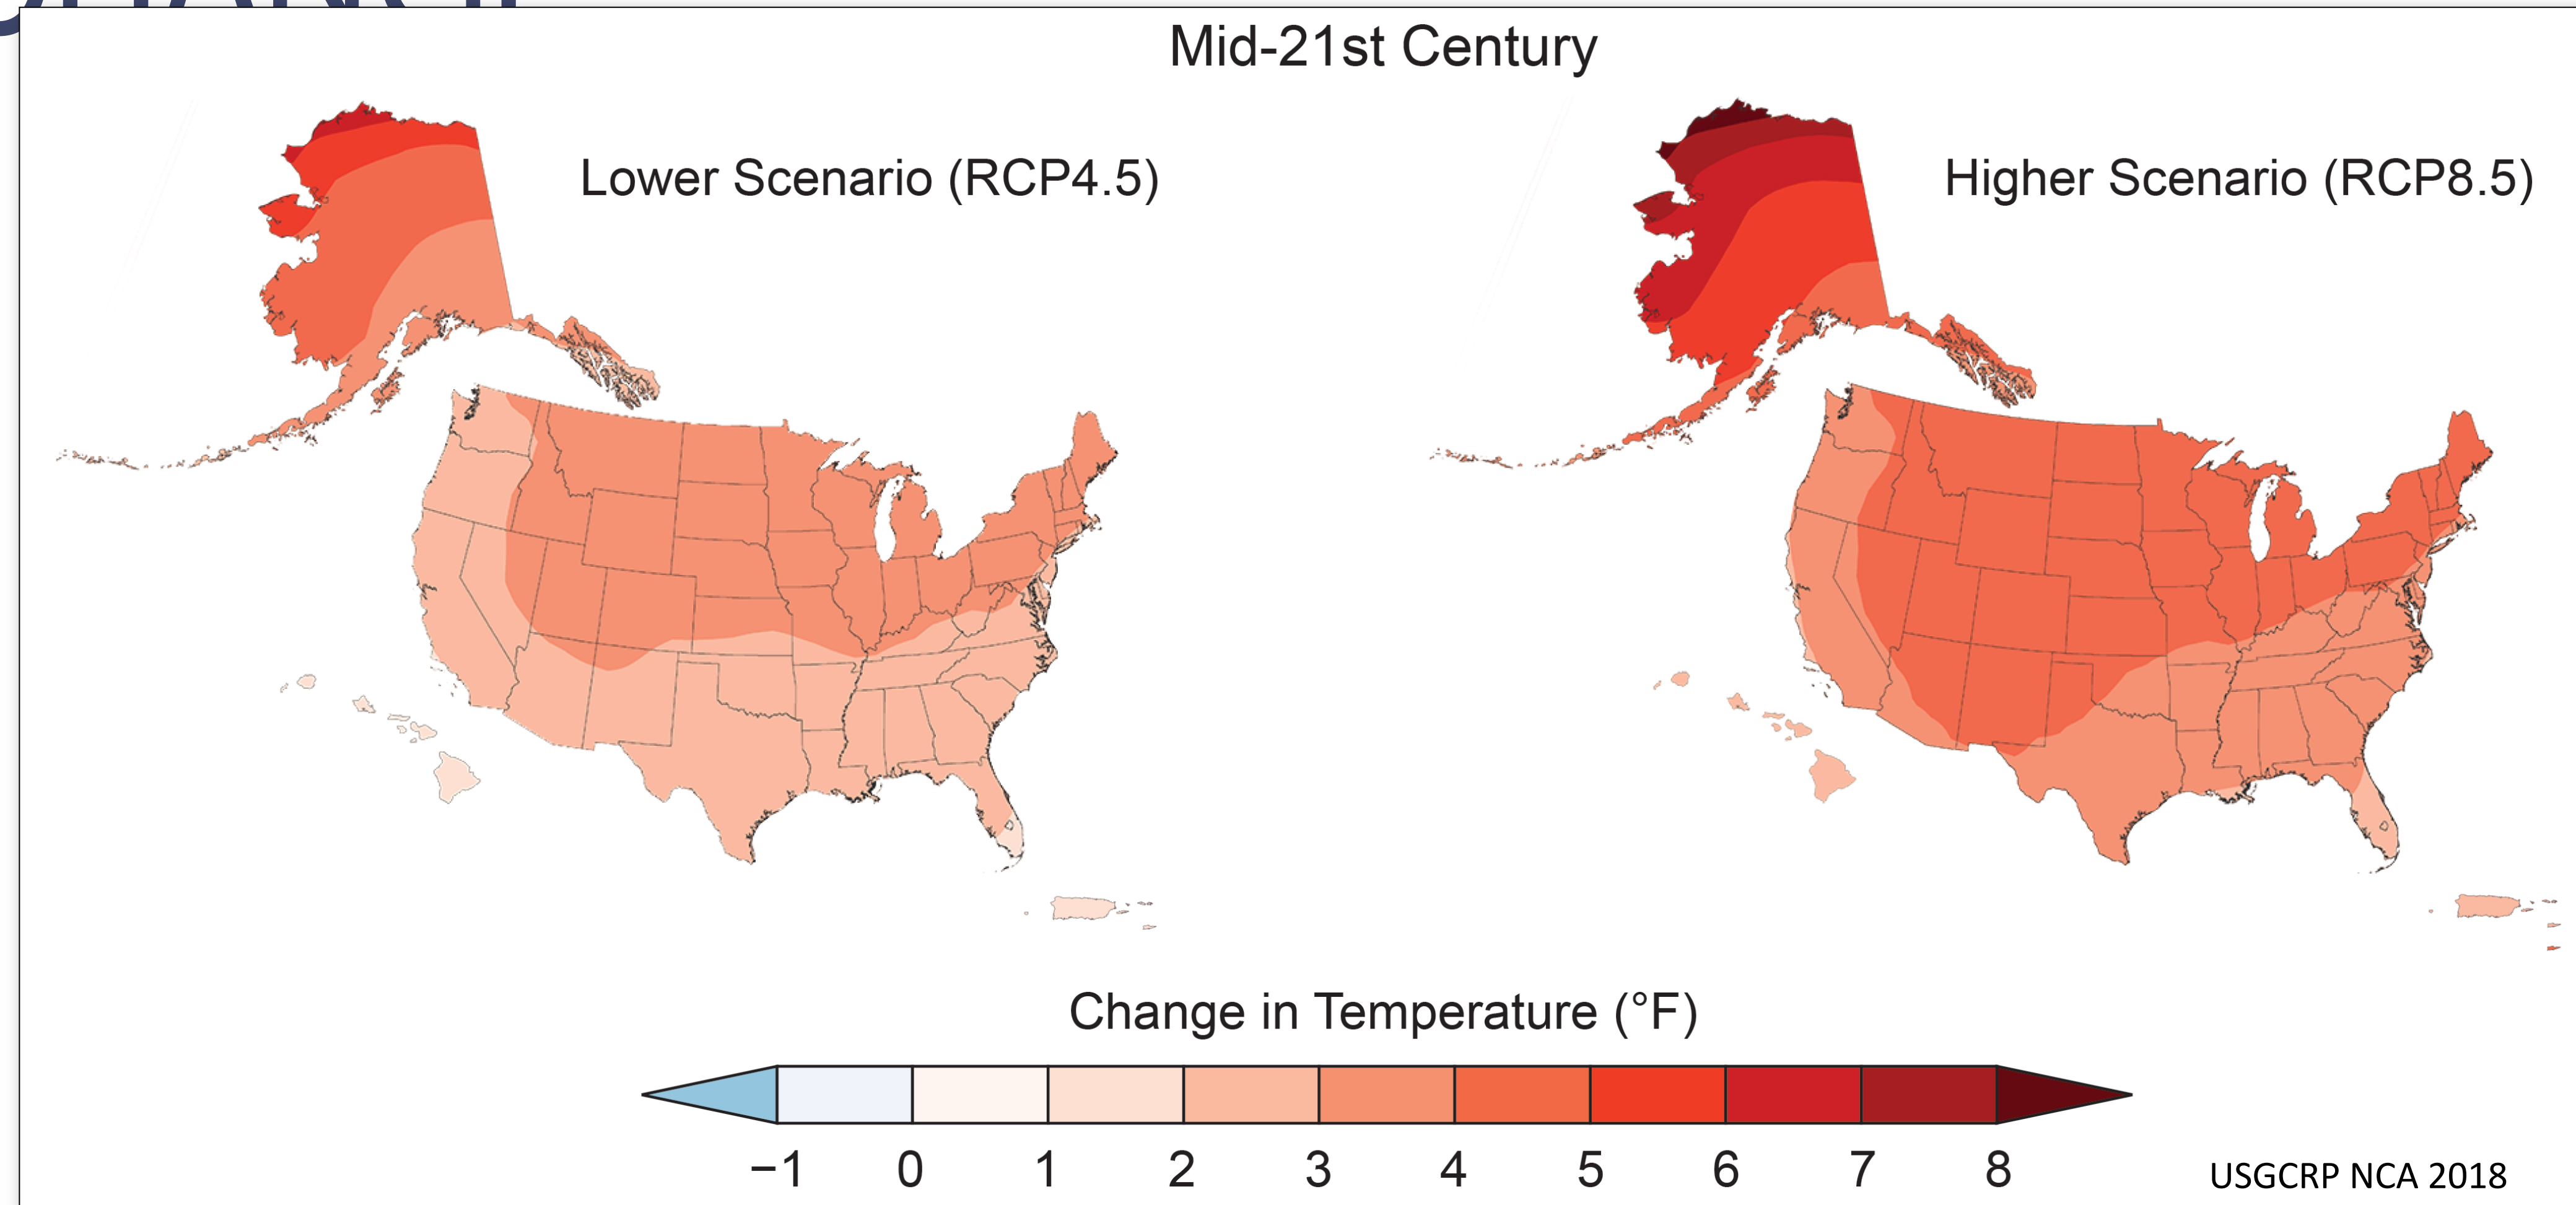 Mid-21st Century
Lower Scenario (RCP4.5)
Higher Scenario (RCP8.5)
Change in Temperature (°F)
−1 0 1 2 3 4 5 6 7 8
USGCRP NCA 2018